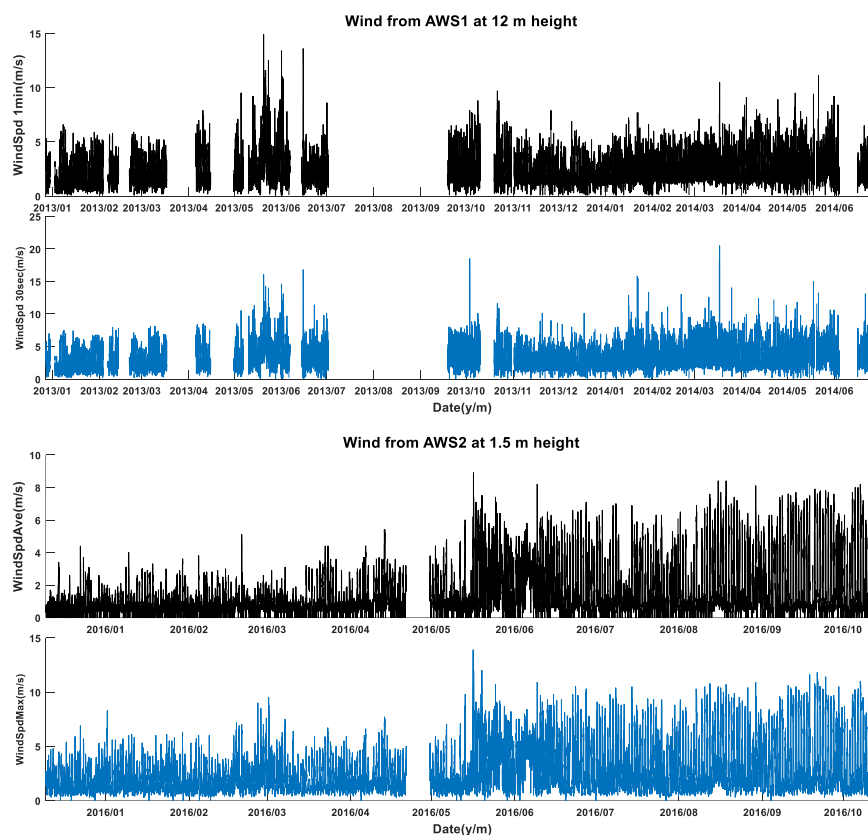 Wind from AWS1 at 12 m height
WindSpd 1min(m/s)
15
10
5
0
2013/01 2013/02 2013/03 2013/04 2013/05 2013/06 2013/07 2013/08 2013/09 2013/10 2013/11 2013/12 2014/01 2014/02 2014/03 2014/04 2014/05 2014/06
WindSpd 30sec(m/s)
25
20
15
10
5
0
2013/01 2013/02 2013/03 2013/04 2013/05 2013/06 2013/07 2013/08 2013/09 2013/10 2013/11 2013/12 2014/01 2014/02 2014/03 2014/04 2014/05 2014/06
Date(y/m)
Wind from AWS2 at 1.5 m height
WindSpdAve(m/s)
10
8
6
4
2
0
2016/01 2016/02 2016/03 2016/04 2016/05 2016/06 2016/07 2016/08 2016/09 2016/10
WindSpdMax(m/s)
15
10
5
0
2016/01 2016/02 2016/03 2016/04 2016/05 2016/06 2016/07 2016/08 2016/09 2016/10
Date(y/m)